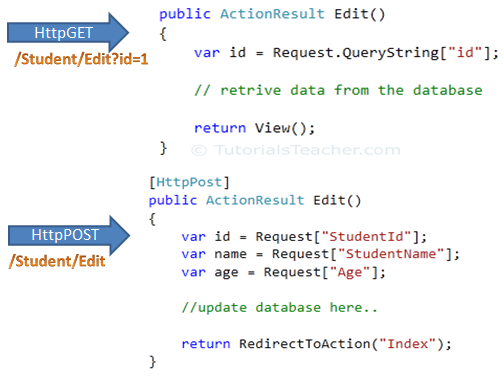 HttpGET
/Student/Edit?id=1
public ActionResult Edit()
{
var id = Request.QueryString["id"];
// retrive data from the database
return View();
}
© TutorialsTeacher.com
[HttpPost]
public ActionResult Edit()
{
HttpPOST
/Student/Edit
var id = Request["StudentId"];
var name = Request["StudentName"];
var age = Request["Age"];
//update database here..
return RedirectToAction("Index");
}